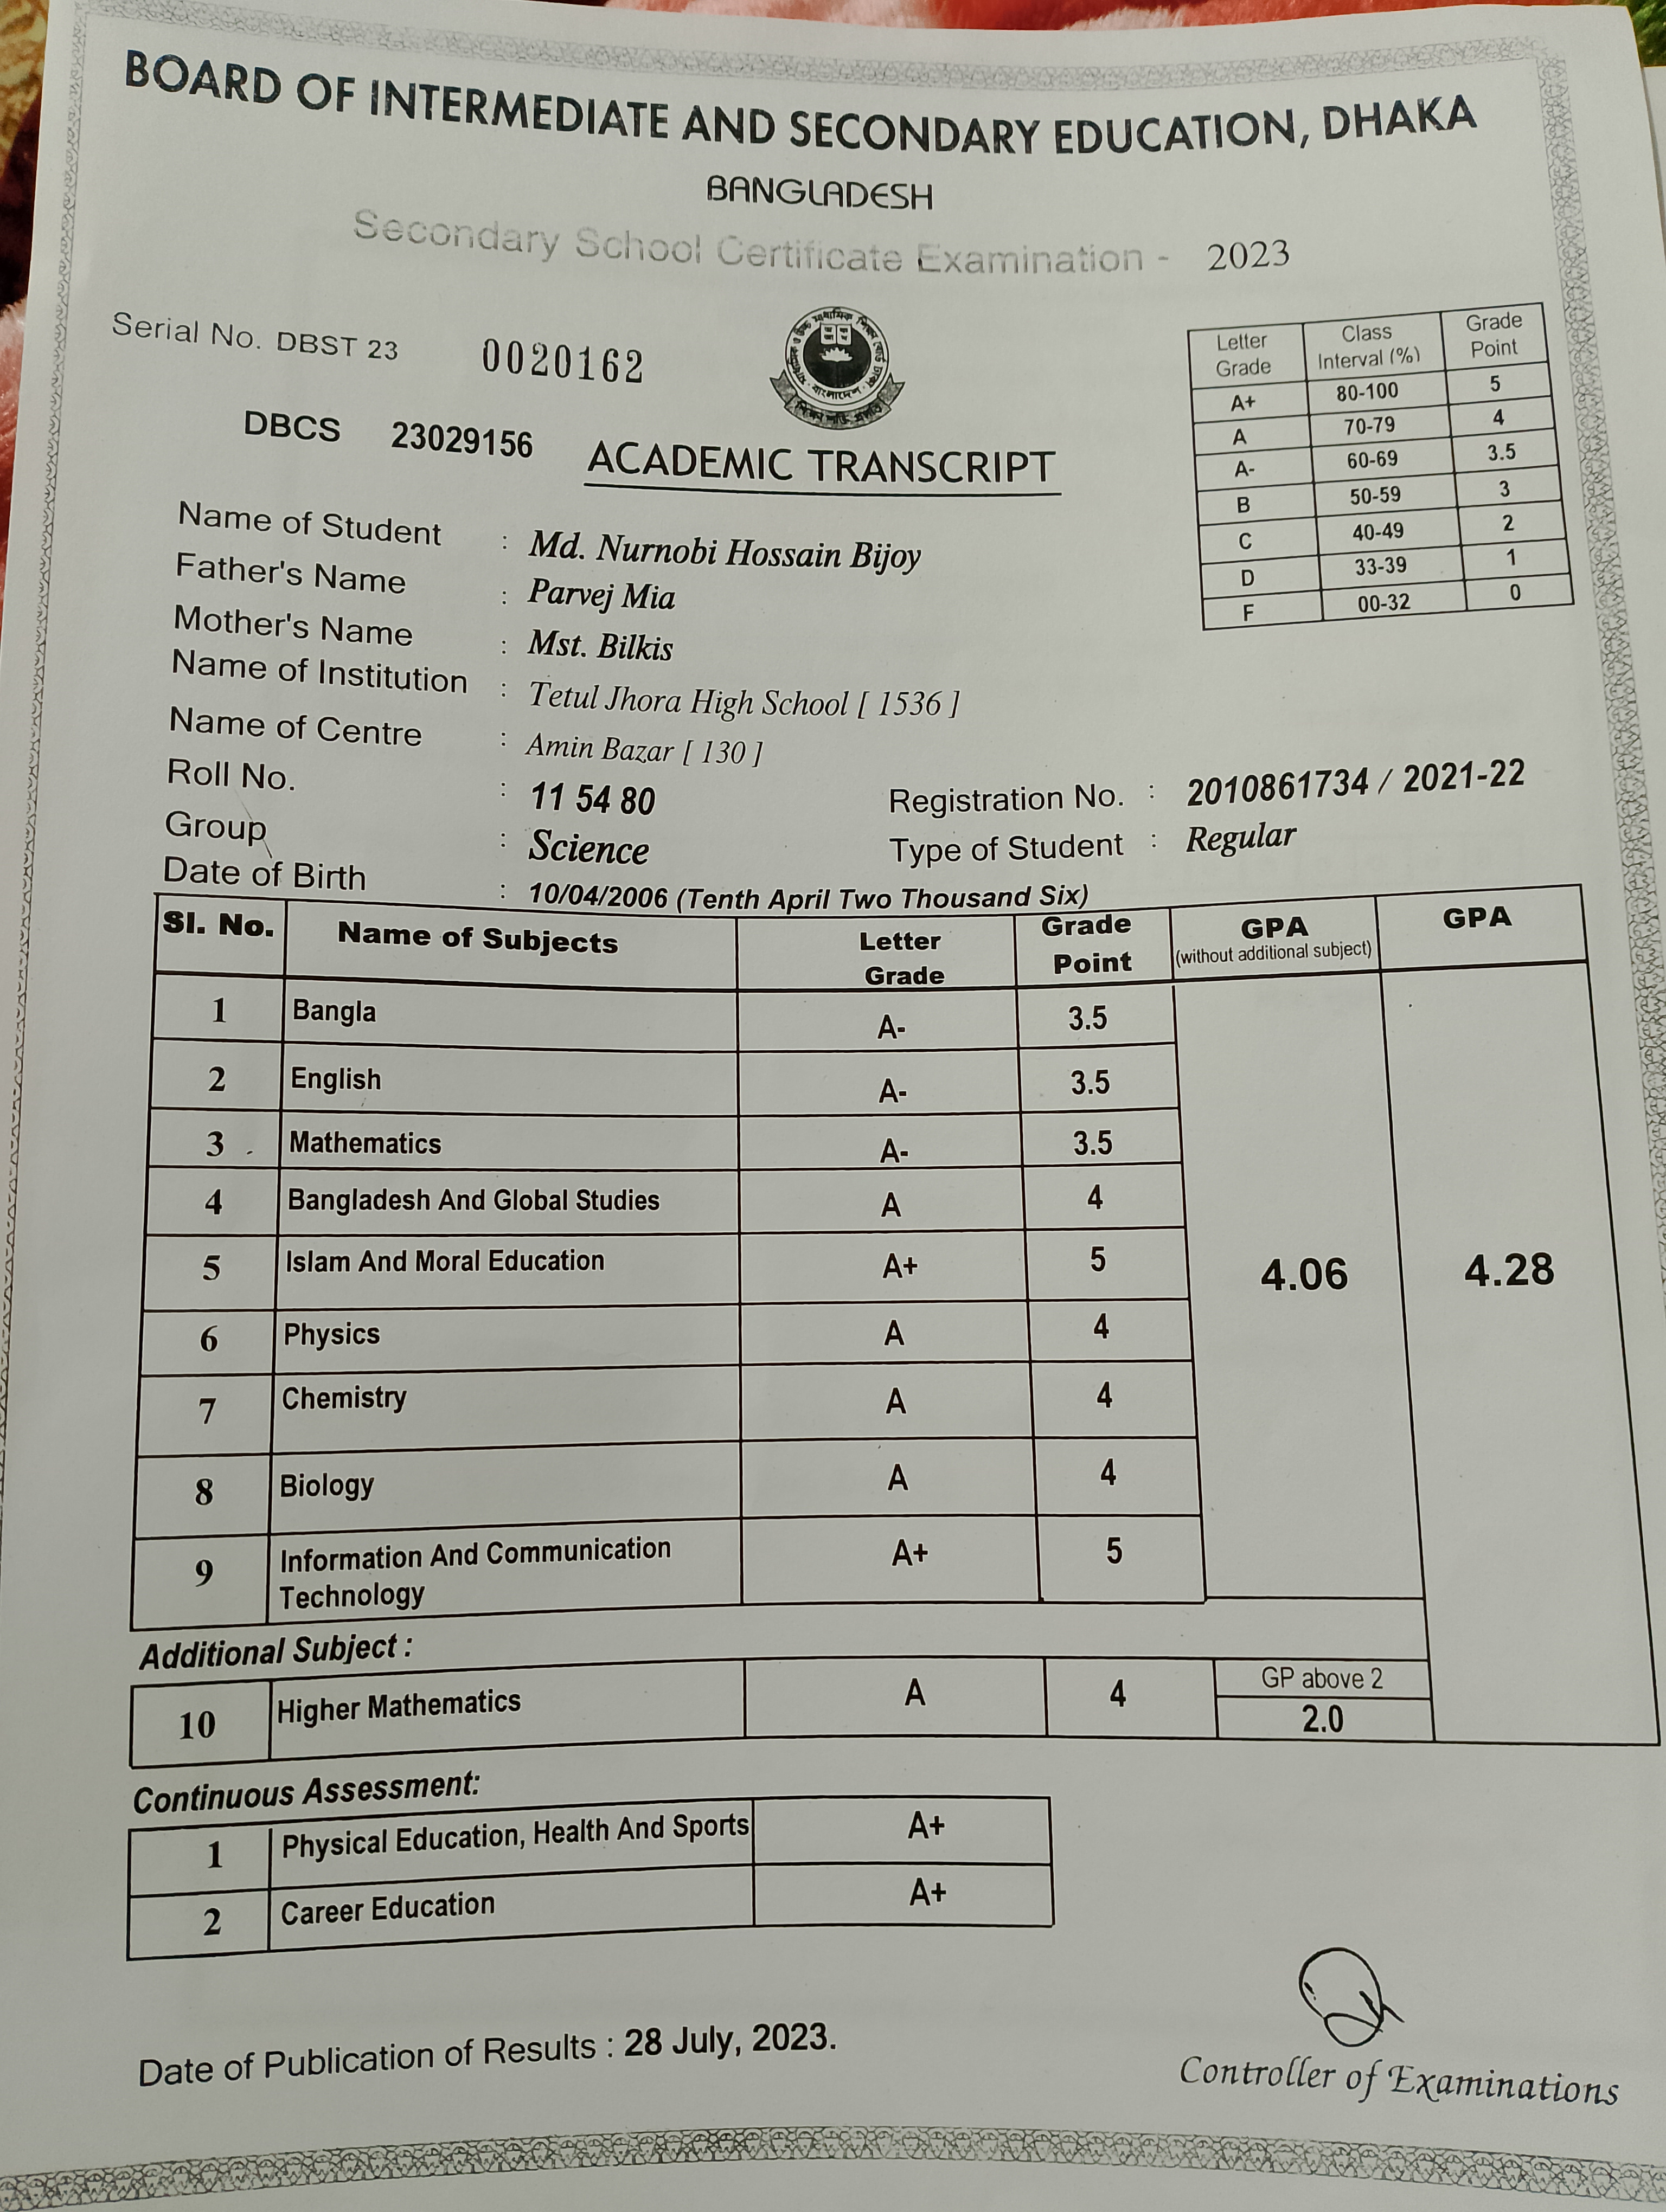 BOARD OF INTERMEDIATE AND SECONDARY EDUCATION, DHAKA
BANGLADESH
Secondary School Certificate Examination - 2023
Serial No. DBST 23 0020162
DBCS 23029156
ACADEMIC TRANSCRIPT
Letter Grade Class Interval (%) Grade Point
A+ 80-100 5
A 70-79 4
A- 60-69 3.5
B 50-59 3
C 40-49 2
D 33-39 1
F 00-32 0
Name of Student : Md. Nurnobi Hossain Bijoy
Father's Name : Parvej Mia
Mother's Name : Mst. Bilkis
Name of Institution : Tetul Jhora High School [ 1536 ]
Name of Centre : Amin Bazar [ 130 ]
Roll No. : 11 54 80 Registration No. : 2010861734 / 2021-22
Group : Science Type of Student : Regular
Date of Birth : 10/04/2006 (Tenth April Two Thousand Six)
Sl. No. Name of Subjects Letter Grade Grade Point GPA (without additional subject) GPA
1 Bangla A- 3.5
2 English A- 3.5
3 Mathematics A- 3.5
4 Bangladesh And Global Studies A 4
5 Islam And Moral Education A+ 5 4.06 4.28
6 Physics A 4
7 Chemistry A 4
8 Biology A 4
9 Information And Communication Technology A+ 5
Additional Subject :
10 Higher Mathematics A 4 GP above 2
2.0
Continuous Assessment:
1 Physical Education, Health And Sports A+
2 Career Education A+
Date of Publication of Results : 28 July, 2023.
Controller of Examinations